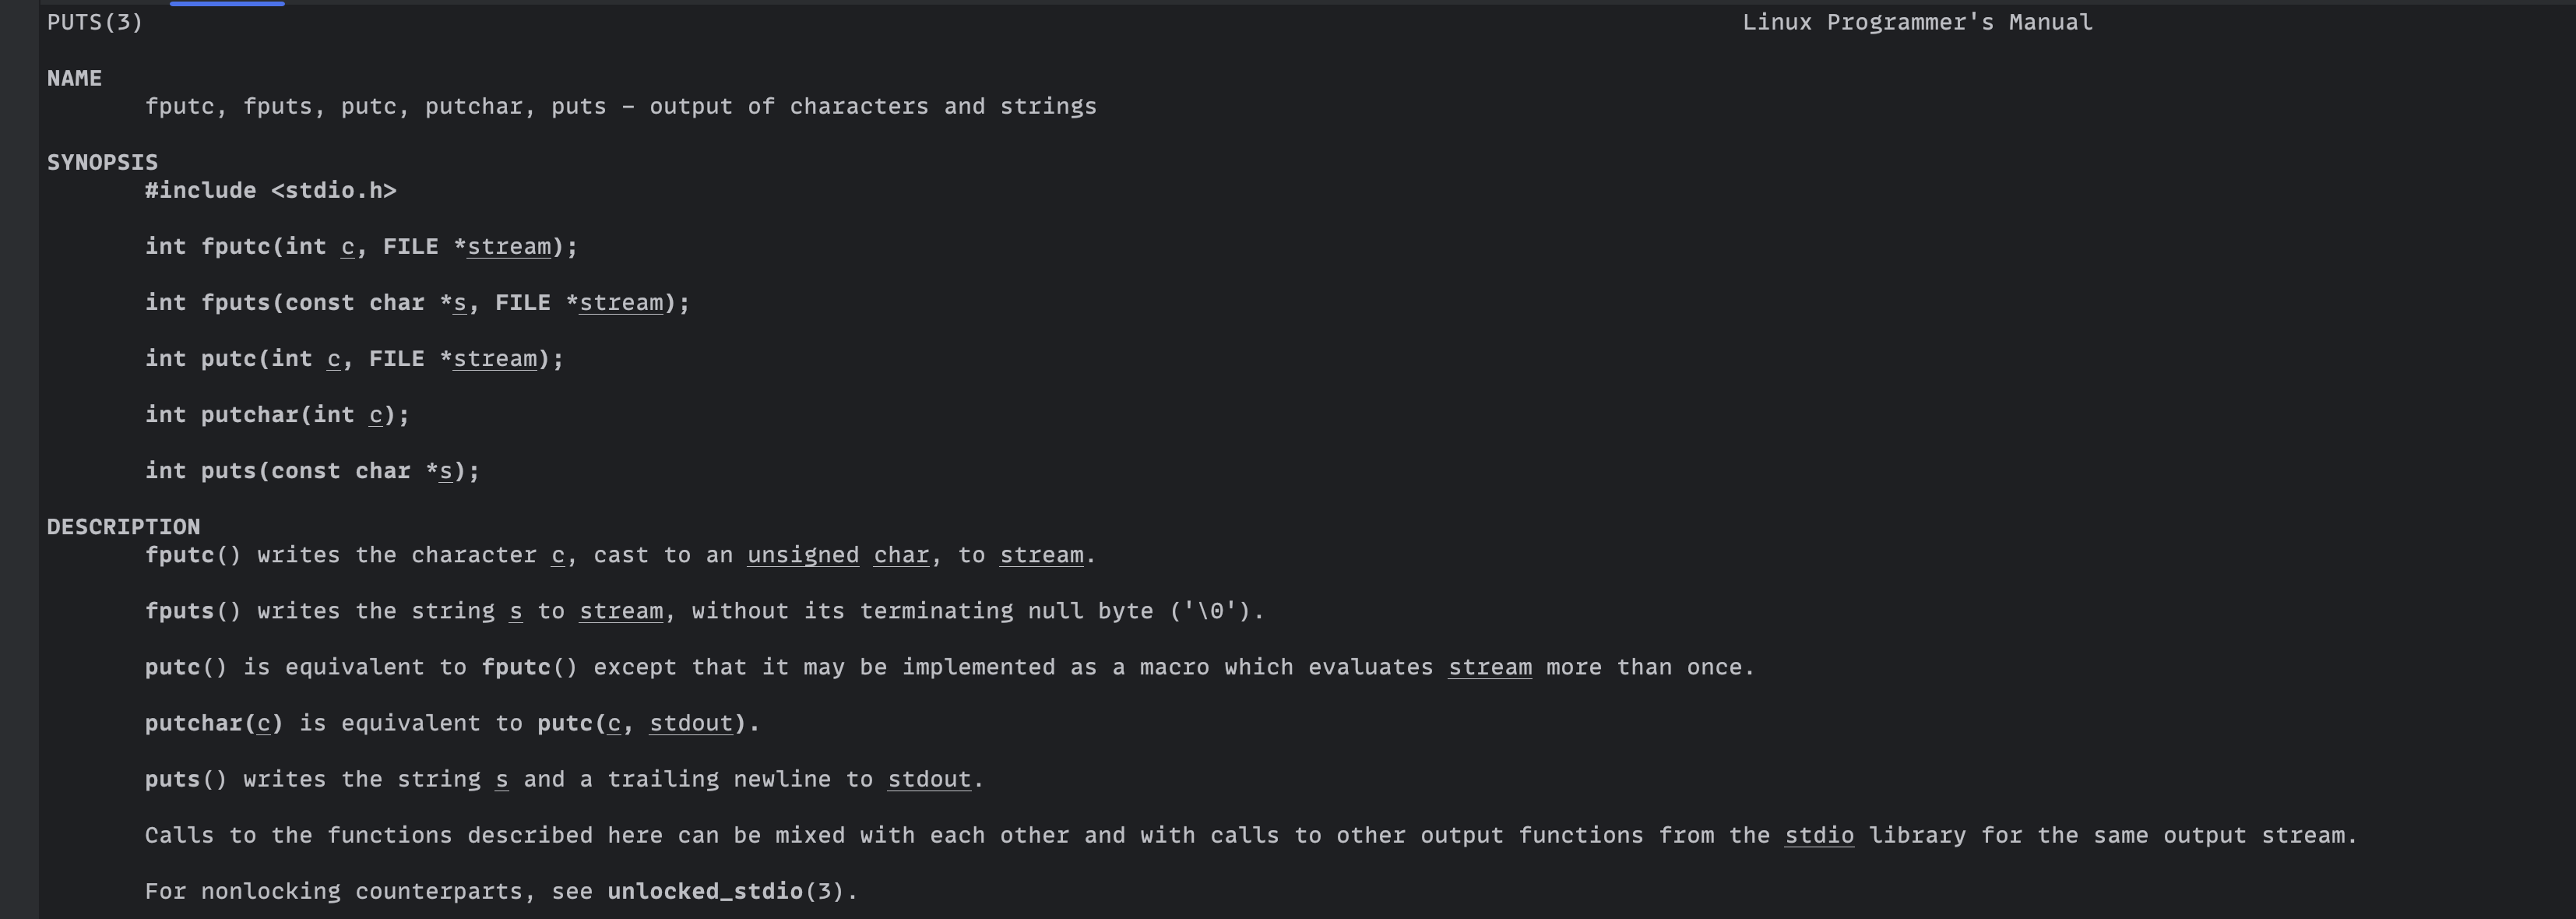 PUTS(3) Linux Programmer's Manual
NAME
fputc, fputs, putc, putchar, puts - output of characters and strings
SYNOPSIS
#include <stdio.h>
int fputc(int c, FILE *stream);
int fputs(const char *s, FILE *stream);
int putc(int c, FILE *stream);
int putchar(int c);
int puts(const char *s);
DESCRIPTION
fputc() writes the character c, cast to an unsigned char, to stream.
fputs() writes the string s to stream, without its terminating null byte ('\0').
putc() is equivalent to fputc() except that it may be implemented as a macro which evaluates stream more than once.
putchar(c) is equivalent to putc(c, stdout).
puts() writes the string s and a trailing newline to stdout.
Calls to the functions described here can be mixed with each other and with calls to other output functions from the stdio library for the same output stream.
For nonlocking counterparts, see unlocked_stdio(3).